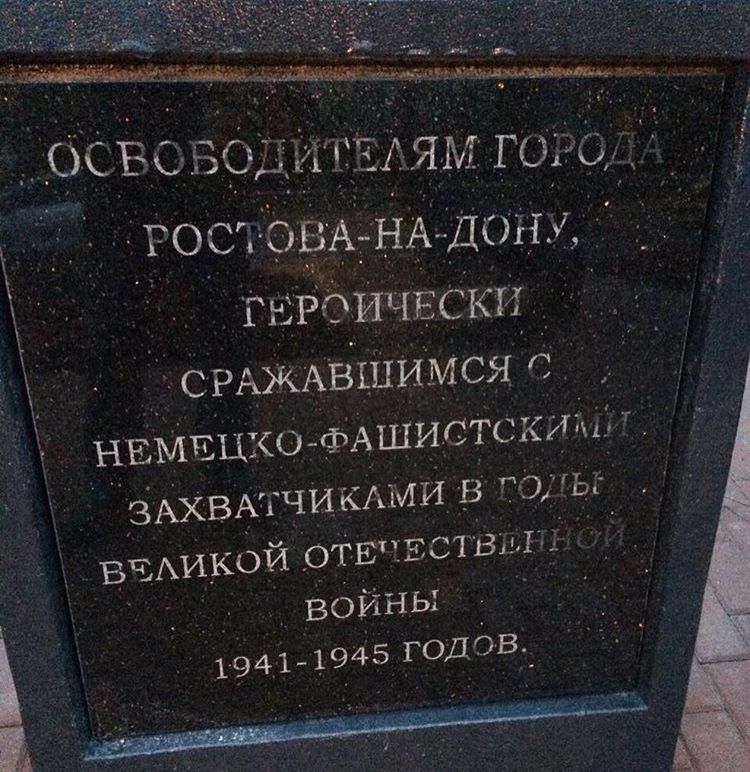 ОСВОБОДИТЕЛЯМ ГОРОДА
РОСТОВА-НА-ДОНУ,
ГЕРОИЧЕСКИ
СРАЖАВШИМСЯ С
НЕМЕЦКО-ФАШИСТСКИМИ
ЗАХВАТЧИКАМИ В ГОДЫ
ВЕЛИКОЙ ОТЕЧЕСТВЕННОЙ
ВОЙНЫ
1941-1945 ГОДОВ.